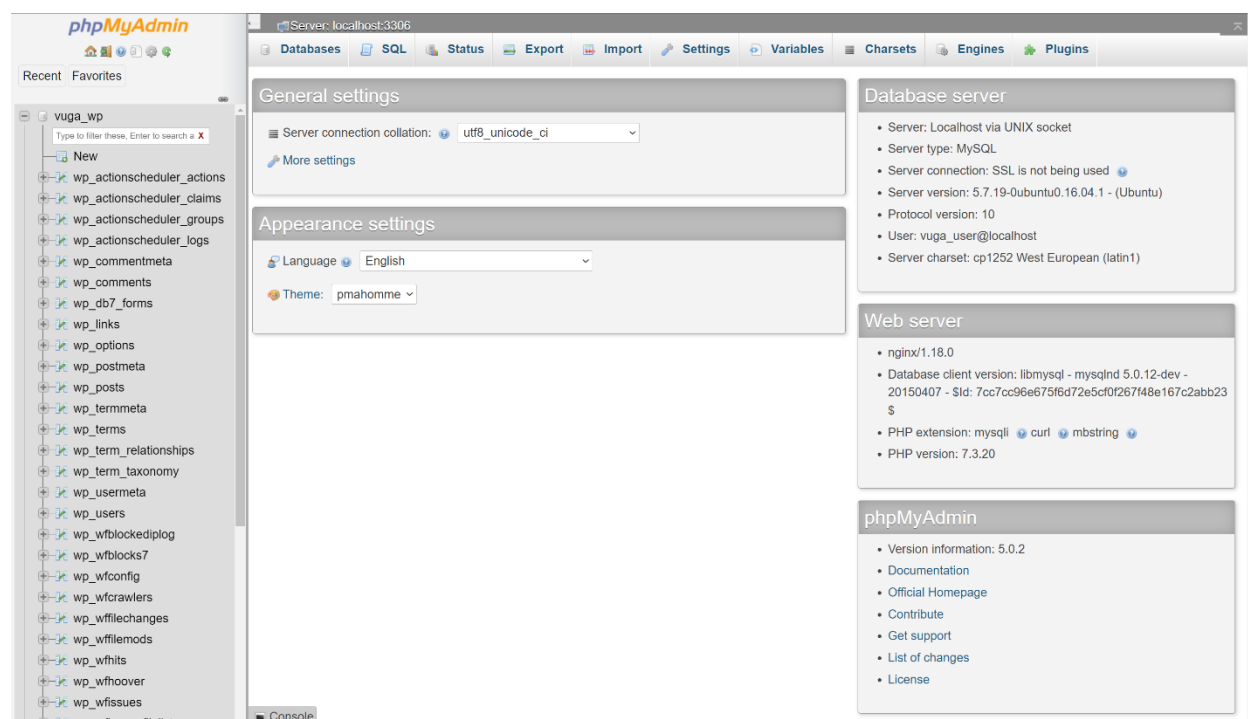 phpMyAdmin
Recent Favorites
vuga_wp
Type to filter these, Enter to search a X
New
wp_actionscheduler_actions
wp_actionscheduler_claims
wp_actionscheduler_groups
wp_actionscheduler_logs
wp_commentmeta
wp_comments
wp_db7_forms
wp_links
wp_options
wp_postmeta
wp_posts
wp_termmeta
wp_terms
wp_term_relationships
wp_term_taxonomy
wp_usermeta
wp_users
wp_wfblockediplog
wp_wfblocks7
wp_wfconfig
wp_wfcrawlers
wp_wffilechanges
wp_wffilemods
wp_wfhits
wp_wfhoover
wp_wfissues
Server: localhost:3306
Databases SQL Status Export Import Settings Variables Charsets Engines Plugins
General settings
Server connection collation: utf8_unicode_ci
More settings
Appearance settings
Language English
Theme: pmahomme
Console
Database server
• Server: Localhost via UNIX socket
• Server type: MySQL
• Server connection: SSL is not being used
• Server version: 5.7.19-0ubuntu0.16.04.1 - (Ubuntu)
• Protocol version: 10
• User: vuga_user@localhost
• Server charset: cp1252 West European (latin1)
Web server
• nginx/1.18.0
• Database client version: libmysql - mysqlnd 5.0.12-dev -
20150407 - $Id: 7cc7cc96e675f6d72e5cf0f267f48e167c2abb23
$
• PHP extension: mysqli curl mbstring
• PHP version: 7.3.20
phpMyAdmin
• Version information: 5.0.2
• Documentation
• Official Homepage
• Contribute
• Get support
• List of changes
• License